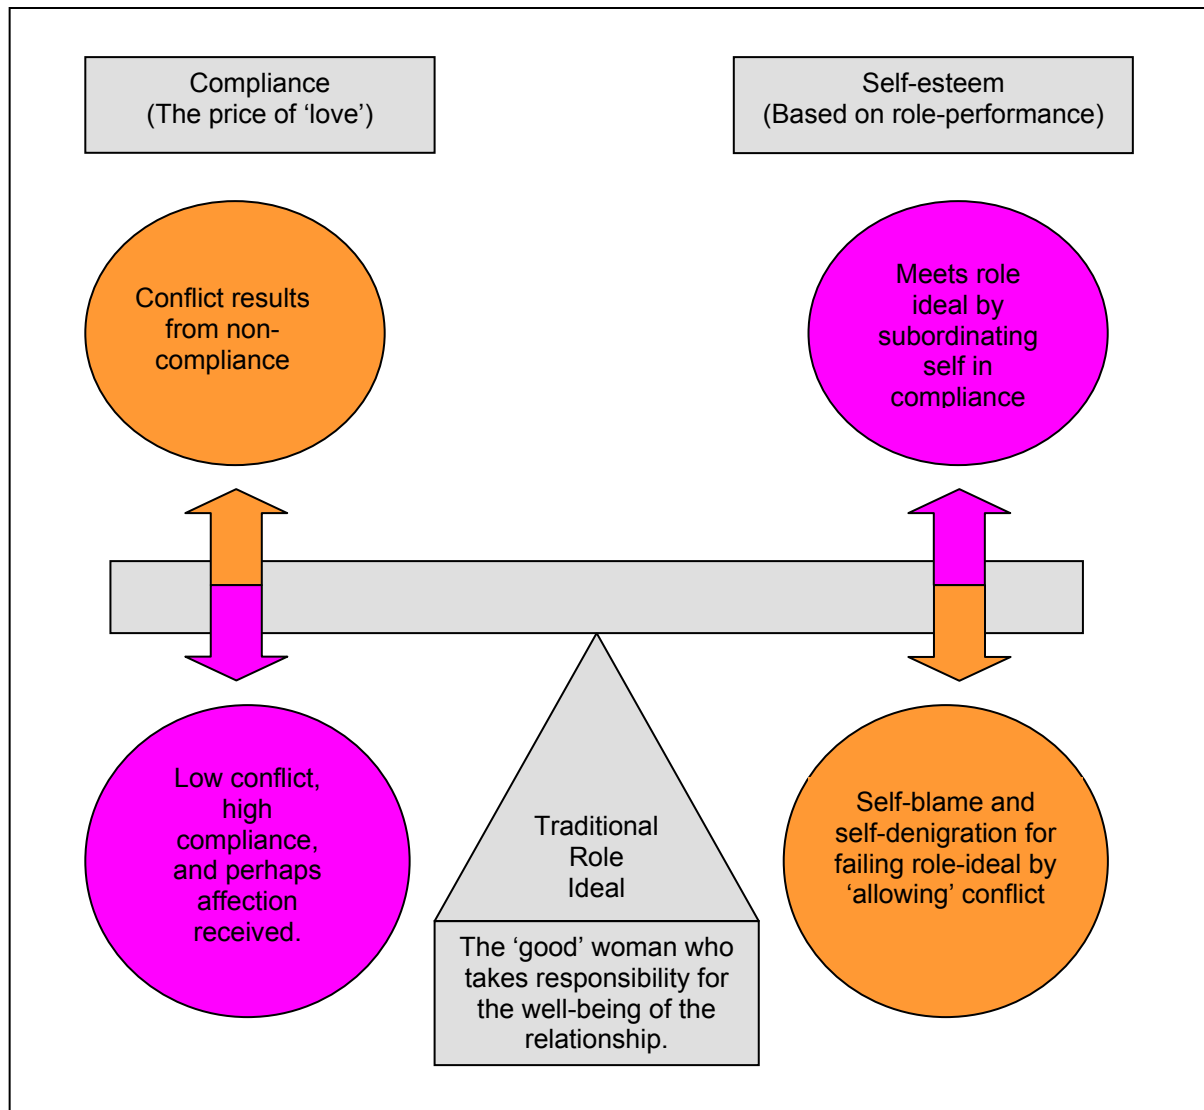 Compliance
(The price of ‘love’)
Self-esteem
(Based on role-performance)
Conflict results
from non-
compliance
Meets role
ideal by
subordinating
self in
compliance
Low conflict,
high
compliance,
and perhaps
affection
received.
Traditional
Role
Ideal
The ‘good’ woman who
takes responsibility for
the well-being of the
relationship.
Self-blame and
self-denigration for
failing role-ideal by
‘allowing’ conflict